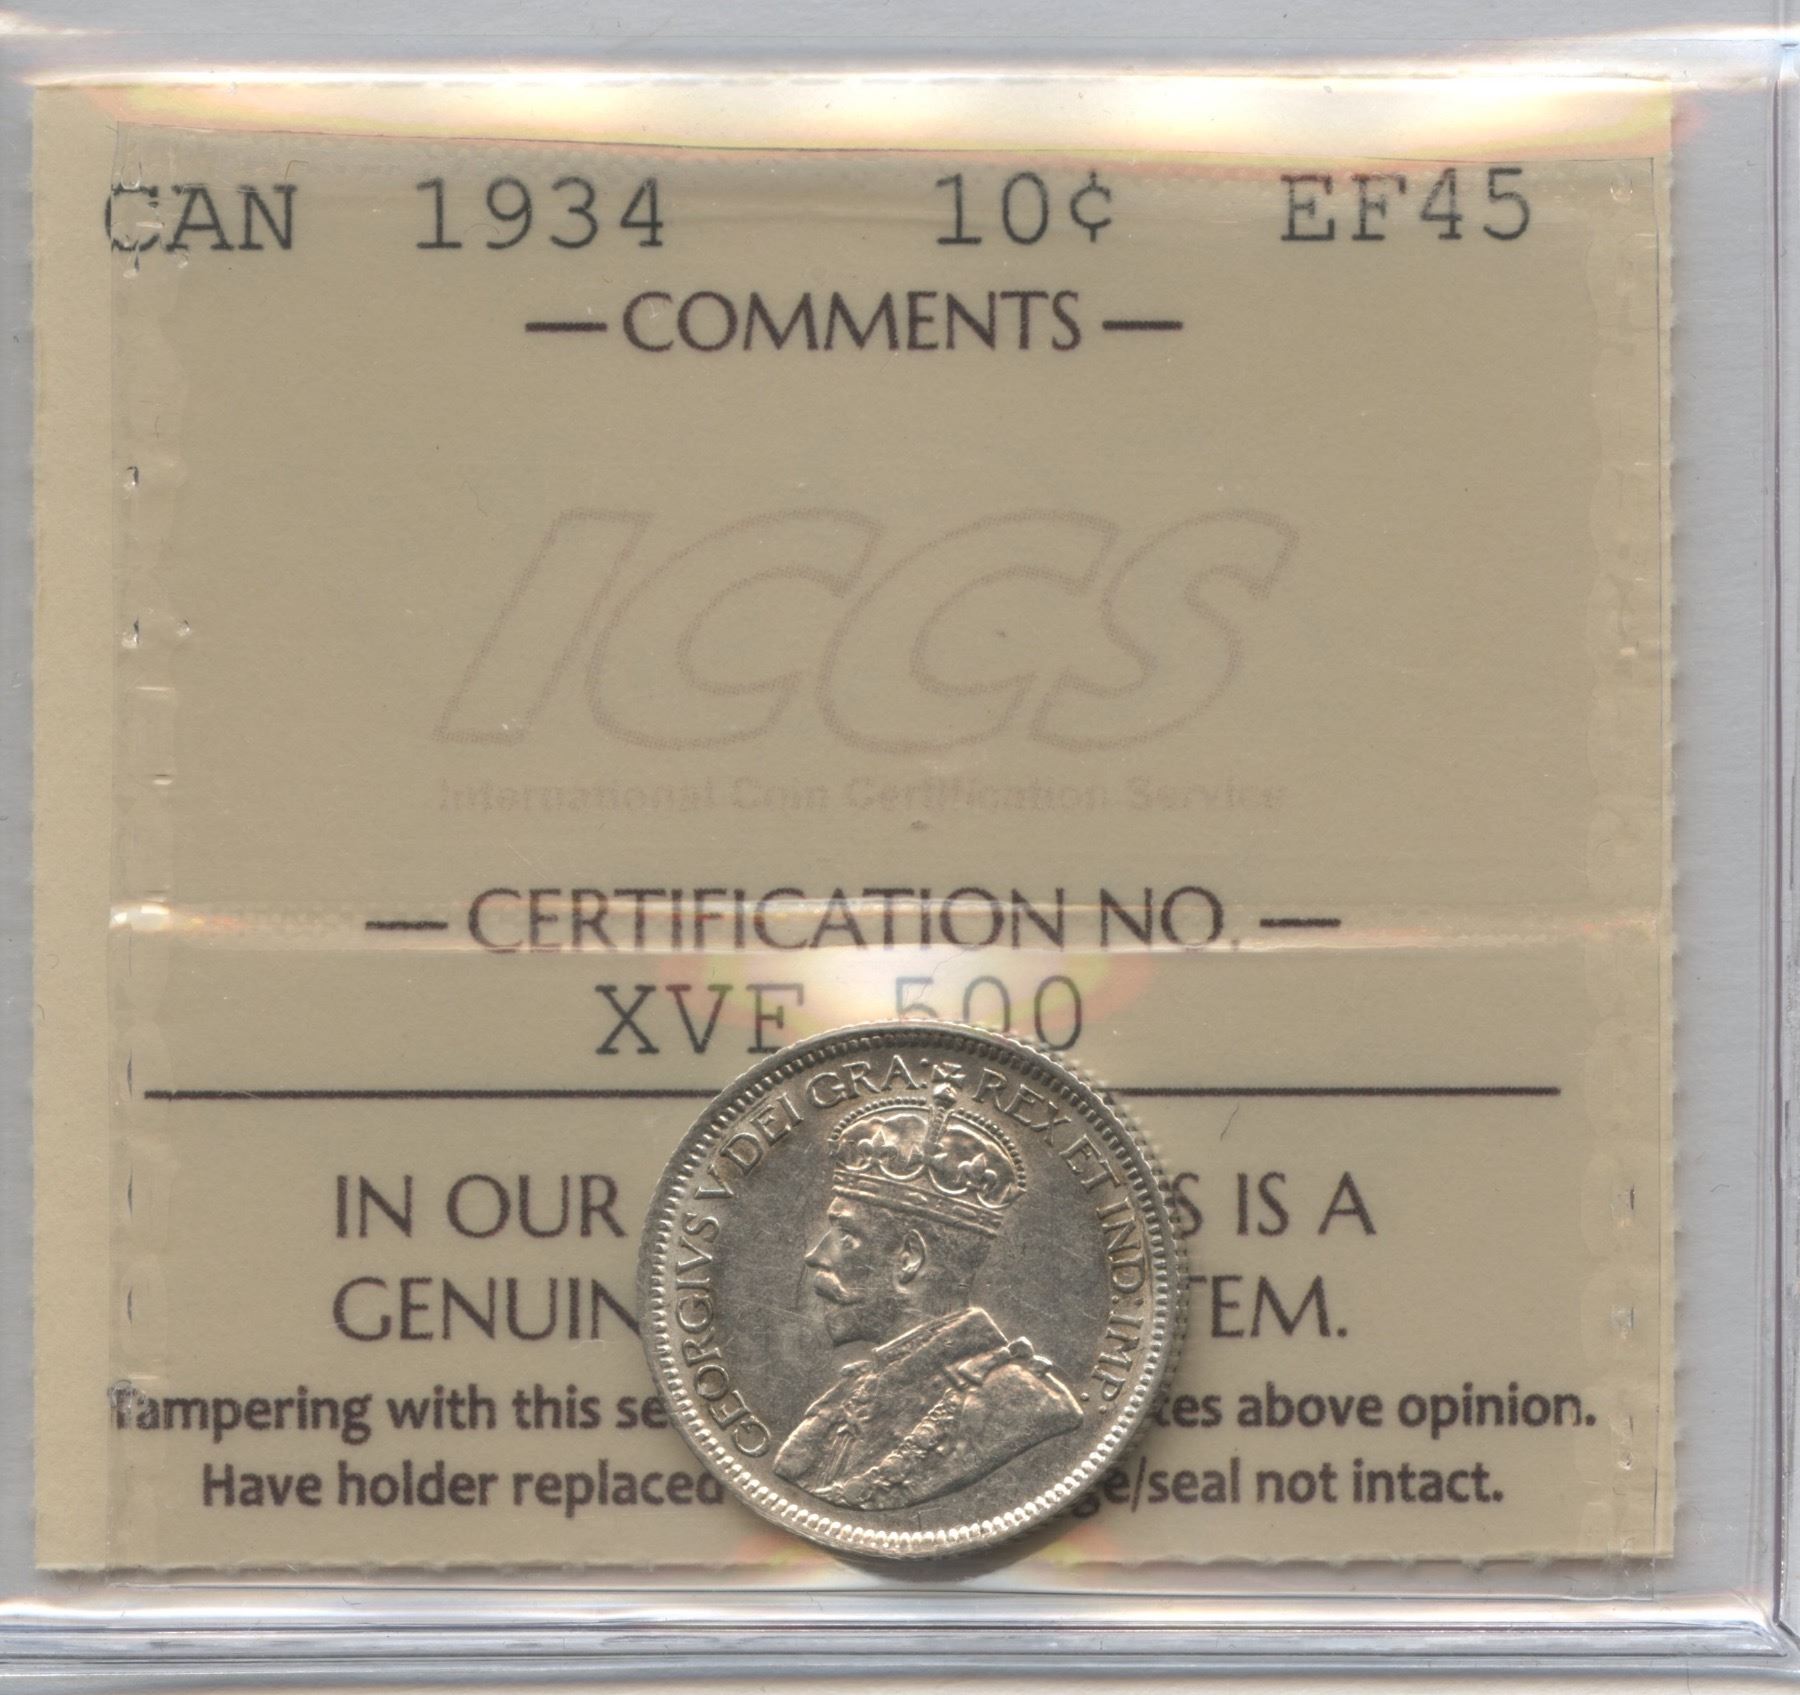 CAN 1934 10¢ EF45
— COMMENTS —
ICCS
International Coin Certification Service
— CERTIFICATION NO. —
XVE 500
GEORGIVS V DEI GRA: REX ET IND: IMP:
IN OUR S IS A
GENUIN TEM.
Tampering with this se tes above opinion.
Have holder replaced ge/seal not intact.